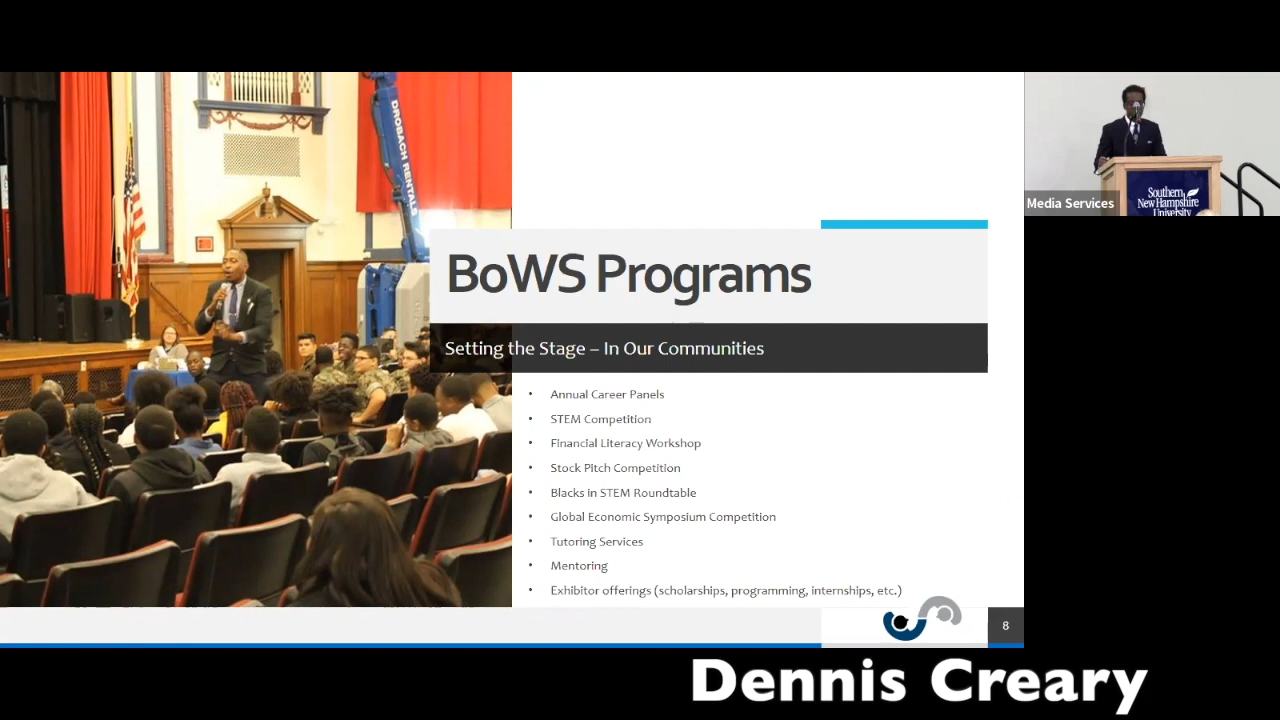 DROBACH RENTALS
BoWS Programs
Setting the Stage – In Our Communities
• Annual Career Panels
• STEM Competition
• Financial Literacy Workshop
• Stock Pitch Competition
• Blacks in STEM Roundtable
• Global Economic Symposium Competition
• Tutoring Services
• Mentoring
• Exhibitor offerings (scholarships, programming, internships, etc.)
8
Southern
New Hampshire
University
Media Services
Dennis Creary